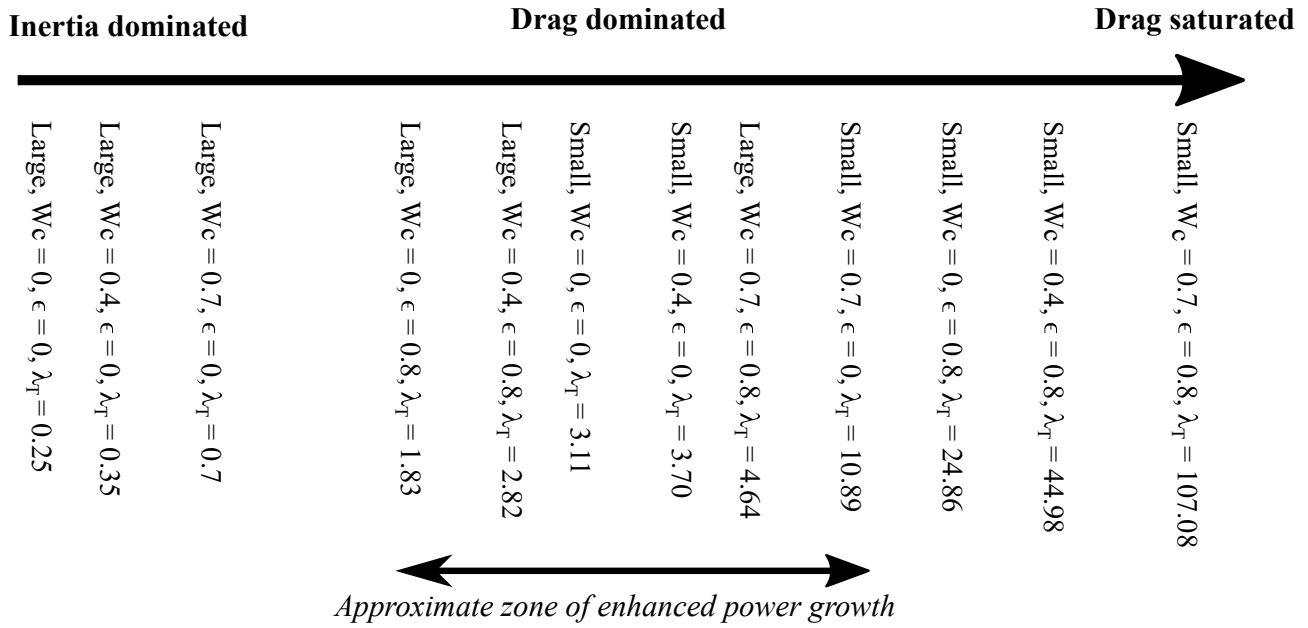 Inertia dominated
Drag dominated
Drag saturated
Large, Wc = 0, ϵ = 0, λT = 0.25
Large, Wc = 0.4, ϵ = 0, λT = 0.35
Large, Wc = 0.7, ϵ = 0, λT = 0.7
Large, Wc = 0, ϵ = 0.8, λT = 1.83
Large, Wc = 0.4, ϵ = 0.8, λT = 2.82
Small, Wc = 0, ϵ = 0, λT = 3.11
Small, Wc = 0.4, ϵ = 0, λT = 3.70
Large, Wc = 0.7, ϵ = 0.8, λT = 4.64
Small, Wc = 0.7, ϵ = 0, λT = 10.89
Small, Wc = 0, ϵ = 0.8, λT = 24.86
Small, Wc = 0.4, ϵ = 0.8, λT = 44.98
Small, Wc = 0.7, ϵ = 0.8, λT = 107.08
Approximate zone of enhanced power growth